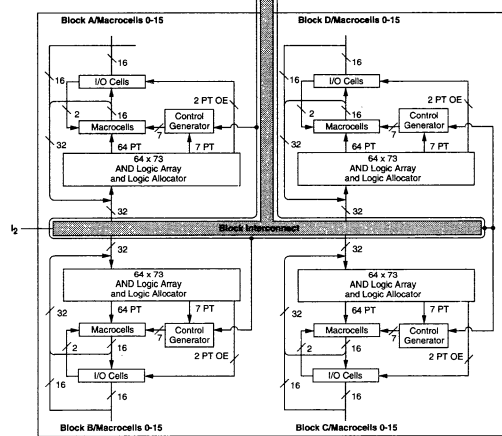 Block A/Macrocells 0-15
Block D/Macrocells 0-15
16
16
16
I/O Cells
16
I/O Cells
2 PT OE
2 PT OE
2
16
Macrocells
7
Control
Generator
2
16
Macrocells
7
Control
Generator
32
64 PT
7 PT
32
64 PT
7 PT
64 x 73
AND Logic Array
and Logic Allocator
64 x 73
AND Logic Array
and Logic Allocator
32
32
I2
Block Interconnect
32
32
64 x 73
AND Logic Array
and Logic Allocator
64 x 73
AND Logic Array
and Logic Allocator
32
64 PT
7 PT
32
64 PT
7 PT
Macrocells
7
Control
Generator
Macrocells
7
Control
Generator
2
16
2 PT OE
2
16
2 PT OE
16
I/O Cells
16
I/O Cells
16
16
Block B/Macrocells 0-15
Block C/Macrocells 0-15